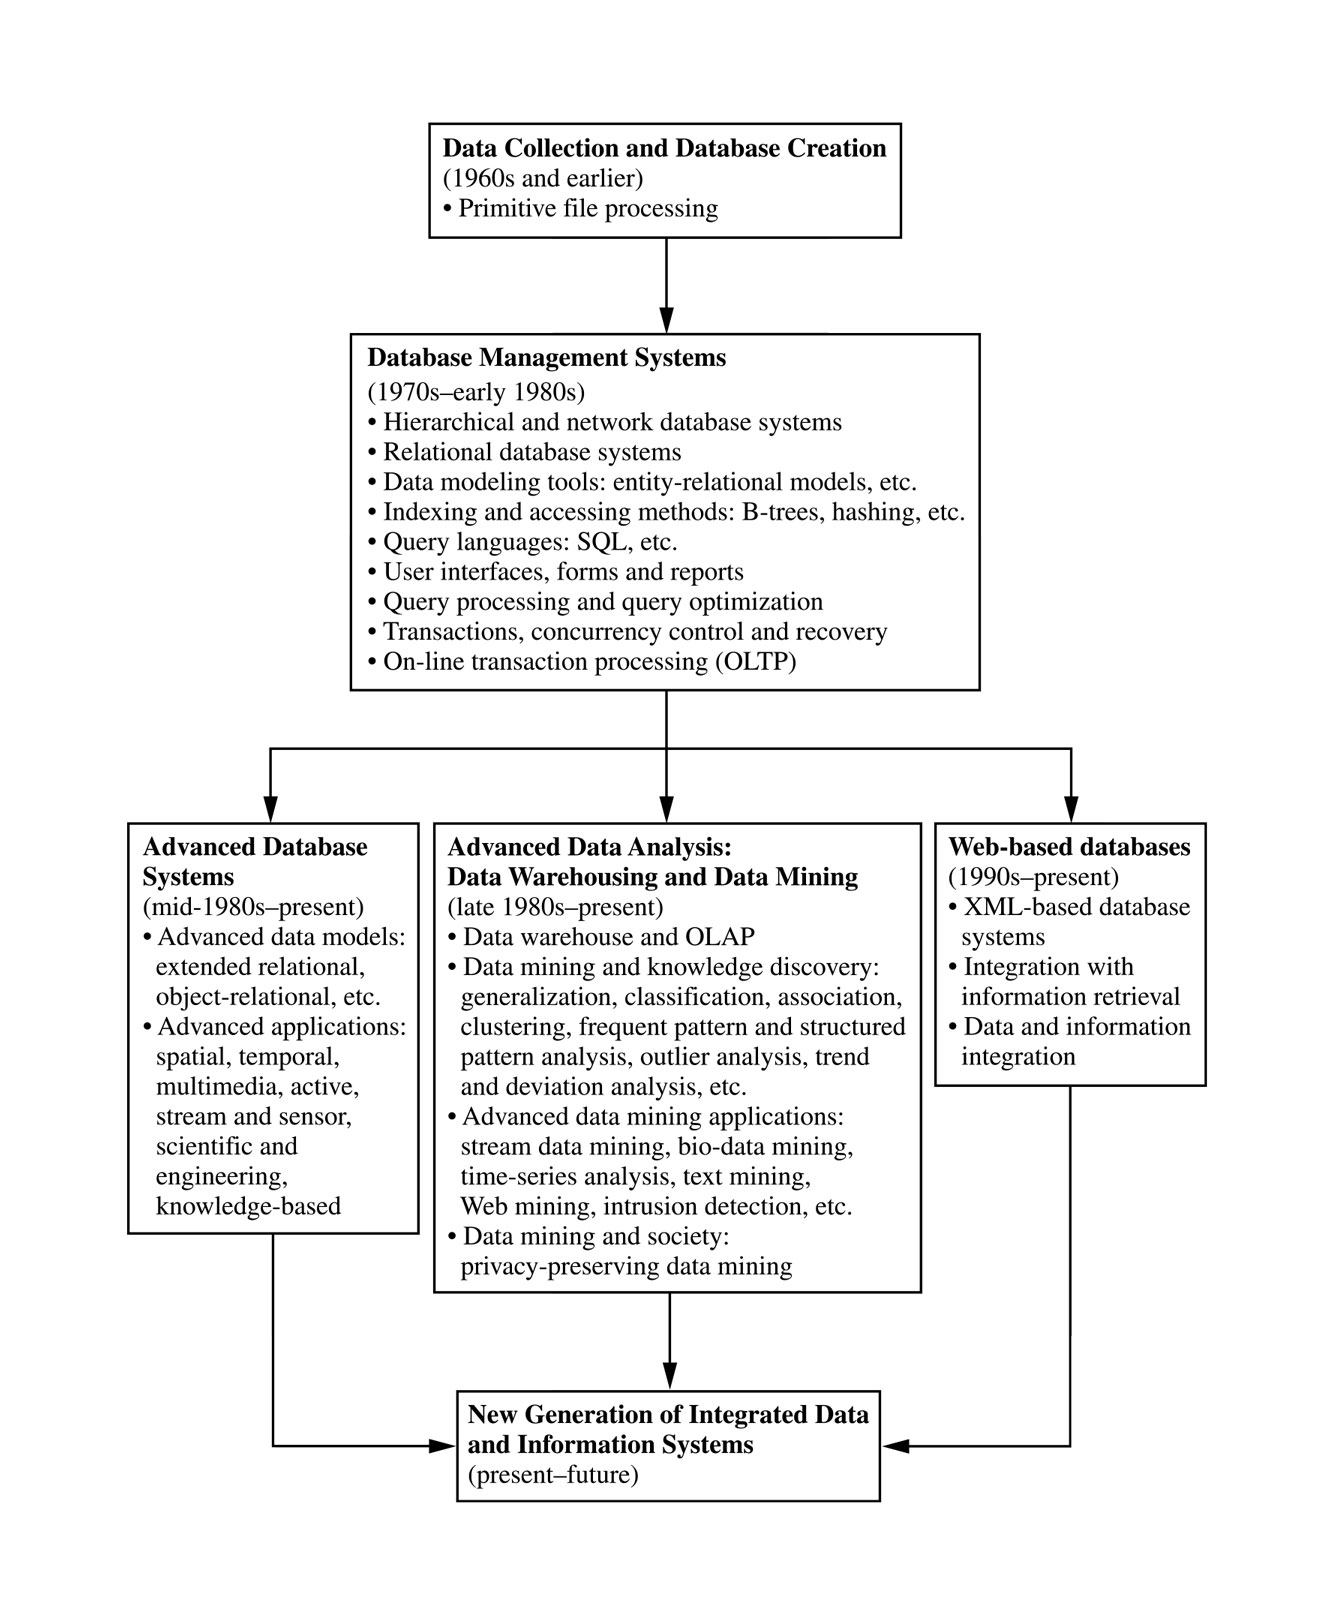 Data Collection and Database Creation
(1960s and earlier)
• Primitive file processing
Database Management Systems
(1970s–early 1980s)
• Hierarchical and network database systems
• Relational database systems
• Data modeling tools: entity-relational models, etc.
• Indexing and accessing methods: B-trees, hashing, etc.
• Query languages: SQL, etc.
• User interfaces, forms and reports
• Query processing and query optimization
• Transactions, concurrency control and recovery
• On-line transaction processing (OLTP)
Advanced Database
Systems
(mid-1980s–present)
• Advanced data models:
extended relational,
object-relational, etc.
• Advanced applications:
spatial, temporal,
multimedia, active,
stream and sensor,
scientific and
engineering,
knowledge-based
Advanced Data Analysis:
Data Warehousing and Data Mining
(late 1980s–present)
• Data warehouse and OLAP
• Data mining and knowledge discovery:
generalization, classification, association,
clustering, frequent pattern and structured
pattern analysis, outlier analysis, trend
and deviation analysis, etc.
• Advanced data mining applications:
stream data mining, bio-data mining,
time-series analysis, text mining,
Web mining, intrusion detection, etc.
• Data mining and society:
privacy-preserving data mining
Web-based databases
(1990s–present)
• XML-based database
systems
• Integration with
information retrieval
• Data and information
integration
New Generation of Integrated Data
and Information Systems
(present–future)